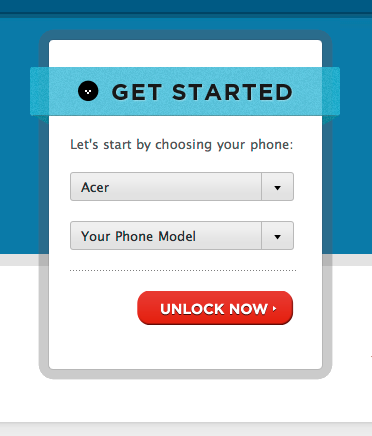 GET STARTED
Let's start by choosing your phone:
Acer
Your Phone Model
UNLOCK NOW